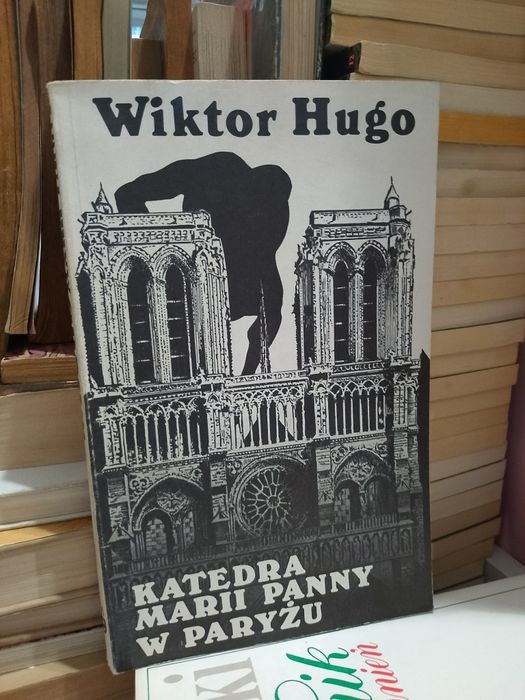 Wiktor Hugo
KATEDRA
MARII PANNY
W PARYŻU